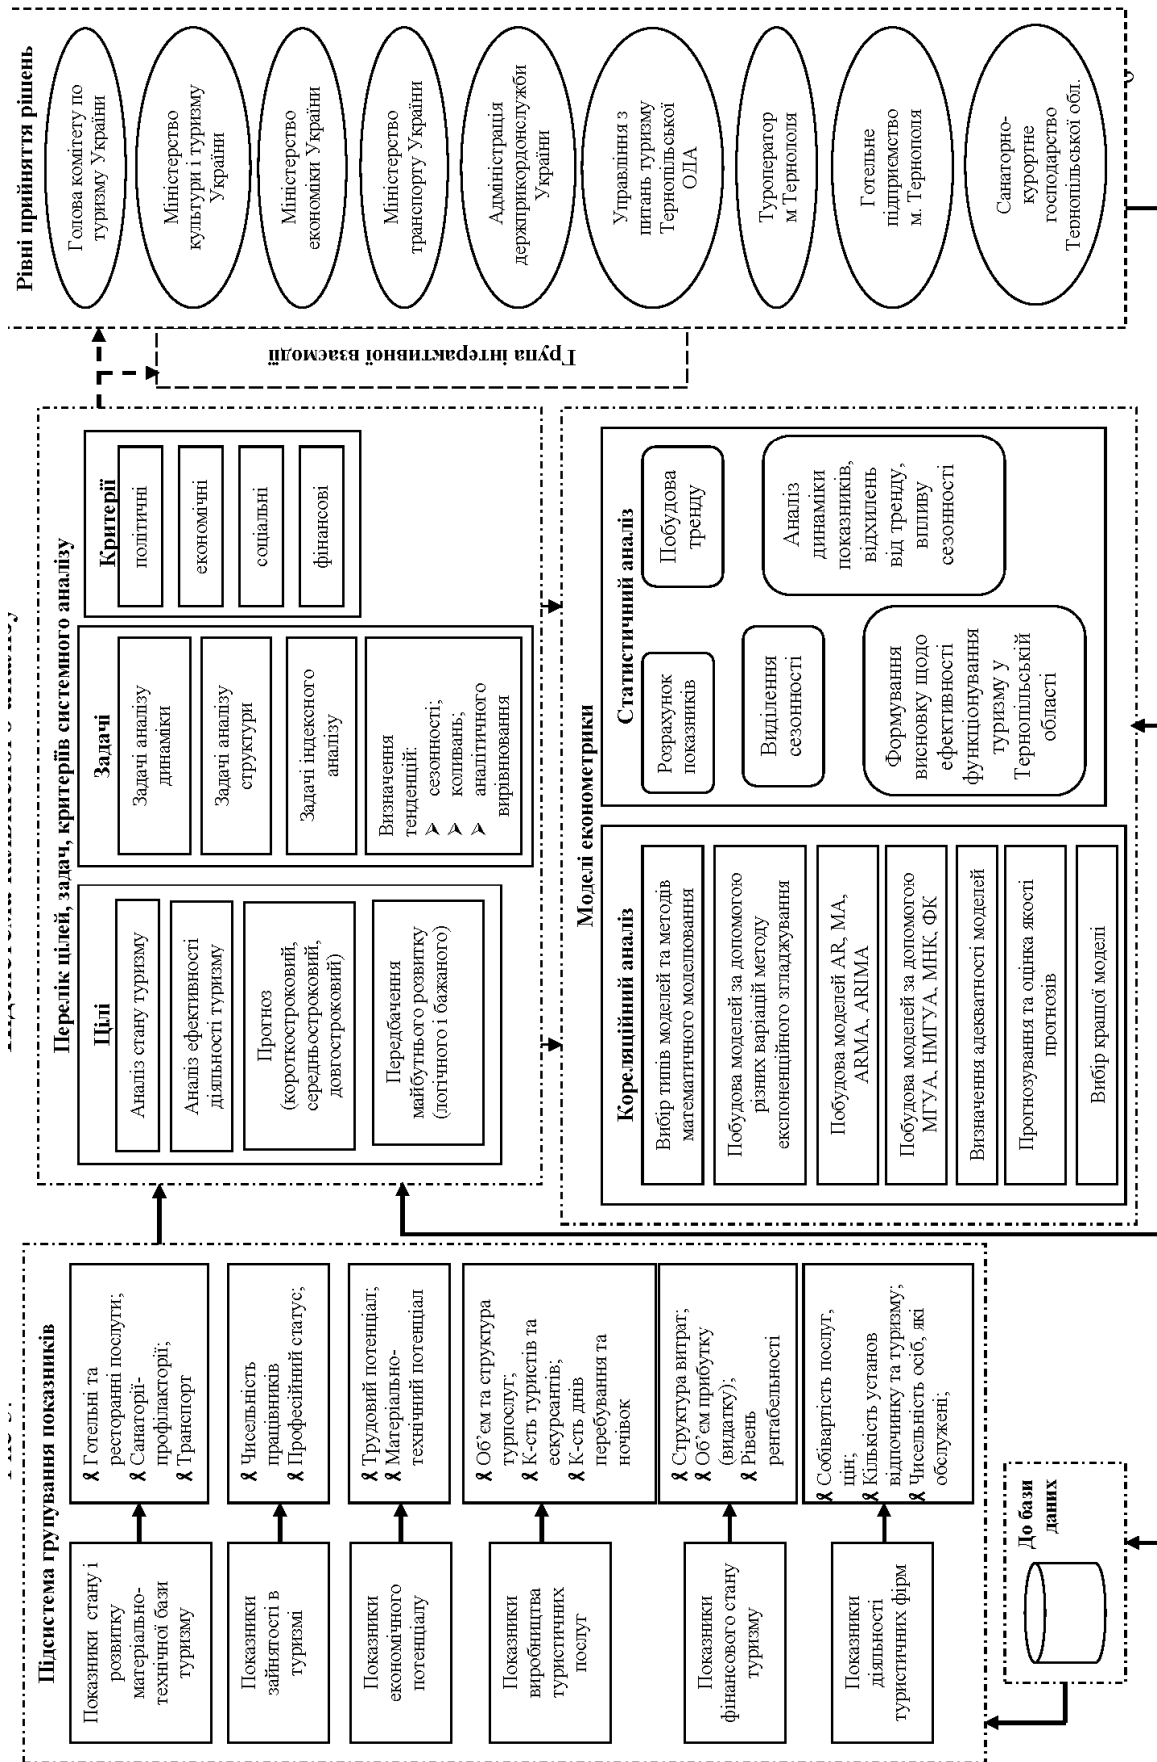 Підсистема групування показників
Показники стану і
розвитку
матеріально-
технічної бази
туризму
Готельні та
ресторанні послуги;
Санаторії-
профілакторії;
Транспорт
Показники
зайнятості в
туризмі
Чисельність
працівників
Професійний статус;
Показники
економічного
потенціалу
Трудовий потенціал;
Матеріально-
технічний потенціал
Показники
виробництва
туристичних
послуг
Об’єм та структура
турпослуг;
К-сть туристів та
екскурсантів;
К-сть днів
перебування та
ночівок
Показники
фінансового стану
туризму
Структура витрат;
Об’єм прибутку
(видатку);
Рівень
рентабельності
Показники
діяльності
туристичних фірм
Собівартість послуг,
цін;
Кількість установ
відпочинку та туризму;
Чисельність осіб, які
обслужені;
До бази
даних
Перелік цілей, задач, критеріїв системного аналізу
Цілі
Аналіз стану туризму
Аналіз ефективності
діяльності туризму
Прогноз
(короткостроковий,
середньостроковий,
довгостроковий)
Передбачення
майбутнього розвитку
(логічного і бажаного)
Задачі
Задачі аналізу
динаміки
Задачі аналізу
структури
Задачі індексного
аналізу
Визначення
тенденцій:
сезонності;
коливань;
аналітичного
вирівнювання
Критерії
політичні
економічні
соціальні
фінансові
Моделі економетрики
Кореляційний аналіз
Вибір типів моделей та методів
математичного моделювання
Побудова моделей за допомогою
різних варіацій методу
експоненційного згладжування
Побудова моделей AR, MA,
ARMA, ARIMA
Побудова моделей за допомогою
МГУА, НМГУА, МНК, ФК
Визначення адекватності моделей
Прогнозування та оцінка якості
прогнозів
Вибір кращої моделі
Статистичний аналіз
Розрахунок
показників
Побудова
тренду
Виділення
сезонності
Аналіз
динаміки
показників,
відхилень
від тренду,
впливу
сезонності
Формування
висновку щодо
ефективності
функціонування
туризму у
Тернопільській
області
Група інтерактивної взаємодії
Рівні прийняття рішень
Голова комітету по
туризму України
Міністерство
культури і туризму
України
Міністерство
економіки України
Міністерство
транспорту України
Адміністрація
держприкордонслужби
України
Управління з
питань туризму
Тернопільської
ОДА
Туроператор
м Тернополя
Готельне
підприємство
м. Тернополя
Санаторно-
курортне
господарство
Тернопільської обл.